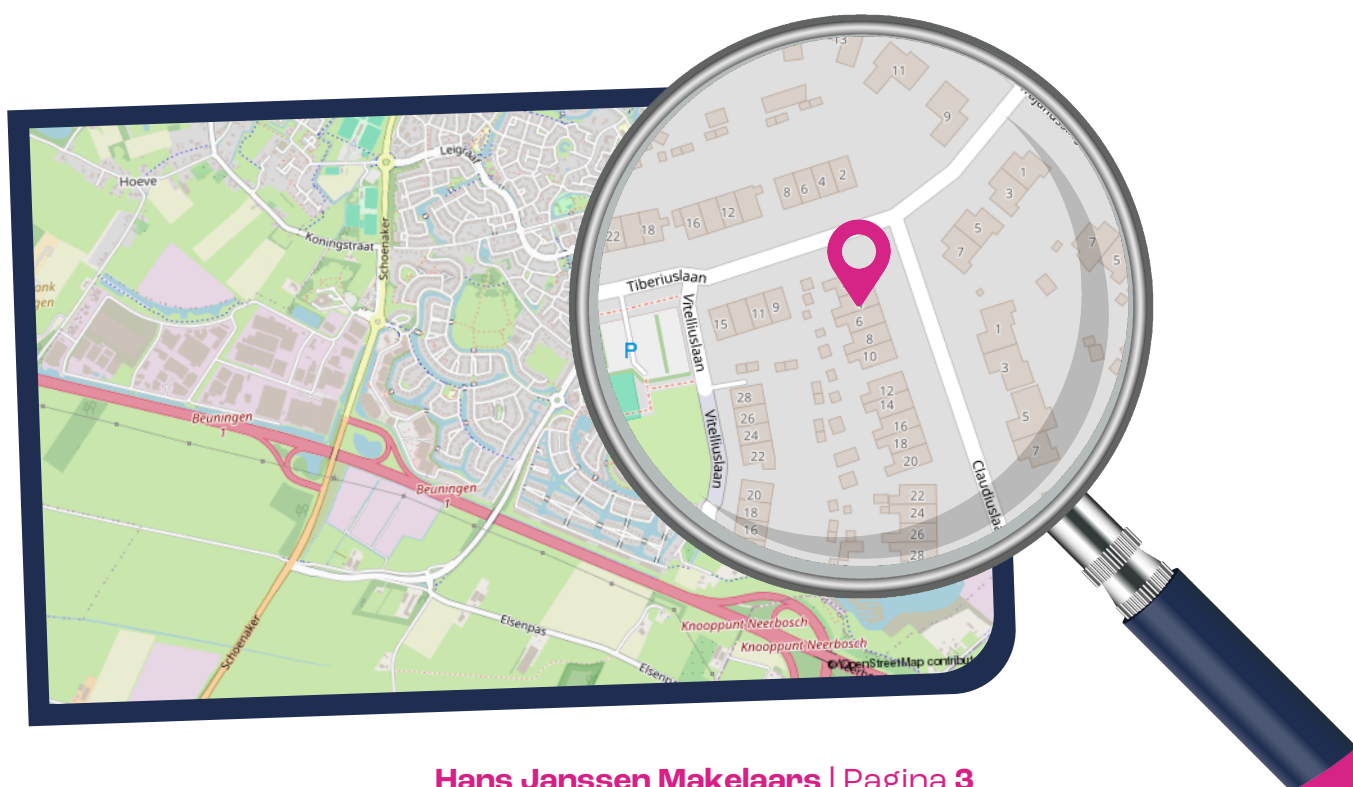 Hoeve
Leigraaf
Koningstraat
Schoenaker
Beuningen
1
Beuningen
1
Schoenaker
Elsenpas
Knooppunt Neerbosch
Knooppunt Neerbosch
© OpenStreetMap contribut
13
11
9
1
3
5
7
7
5
2
4
6
8
12
16
18
22
Tiberiuslaan
Vitelliuslaan
P
15
11
9
6
8
10
1
3
5
7
12
14
16
18
20
28
26
24
22
Vitelliuslaan
20
18
16
22
24
26
28
Claudiuslaa
Hans Janssen Makelaars | Pagina 3